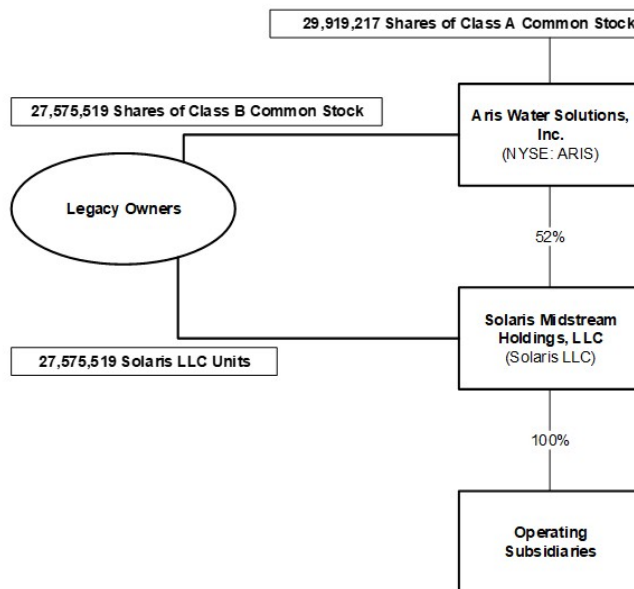 29,919,217 Shares of Class A Common Stock
27,575,519 Shares of Class B Common Stock
Aris Water Solutions,
Inc.
(NYSE: ARIS)
Legacy Owners
52%
Solaris Midstream
Holdings, LLC
(Solaris LLC)
27,575,519 Solaris LLC Units
100%
Operating
Subsidiaries